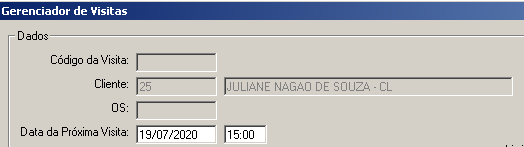 Gerenciador de Visitas
Dados
Código da Visita:
Cliente: 25 JULIANE NAGAO DE SOUZA - CL
OS:
Data da Próxima Visita: 19/07/2020 15:00